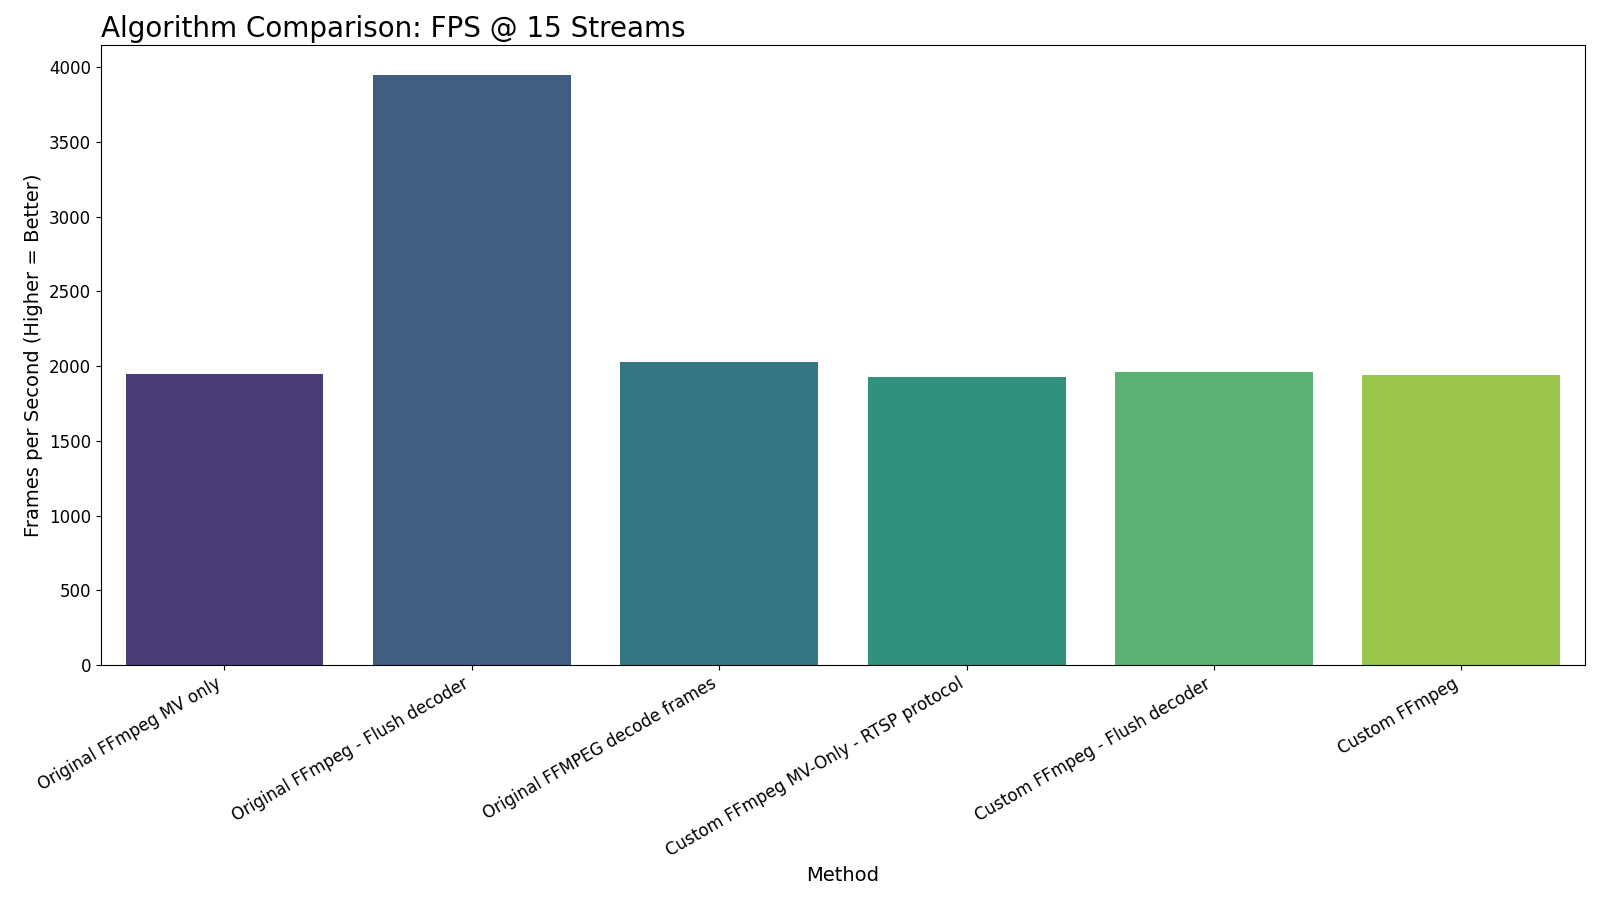 Algorithm Comparison: FPS @ 15 Streams
Frames per Second (Higher = Better)
4000
3500
3000
2500
2000
1500
1000
500
0
Original FFmpeg MV only
Original FFmpeg - Flush decoder
Original FFMPEG decode frames
Custom FFmpeg MV-Only - RTSP protocol
Custom FFmpeg - Flush decoder
Custom FFmpeg
Method